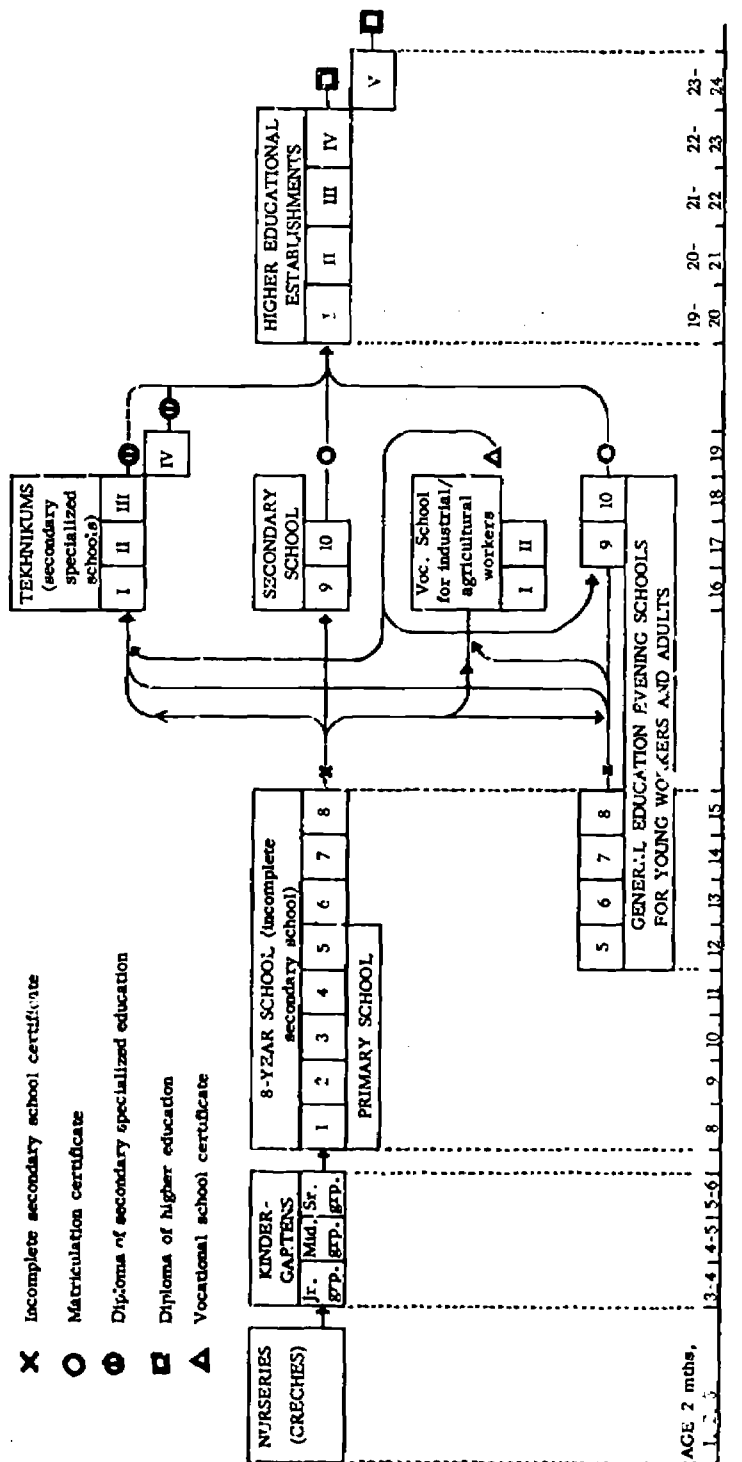 X Incomplete secondary school certificate
Matriculation certificate
Diploma of secondary specialized education
Diploma of higher education
Vocational school certificate
NURSERIES
(CRECHES)
KINDER-
GAPTENS
Jr. Mid. Sr.
grp. grp. grp.
8-YEAR SCHOOL (incomplete
secondary school)
1 2 3 4 5 6 7 8
PRIMARY SCHOOL
5 6 7 8
GENERAL EDUCATION EVENING SCHOOLS
FOR YOUNG WORKERS AND ADULTS
9 10
TEKHNIKUMS
(secondary
specialized
schools)
I II III
IV
SECONDARY
SCHOOL
9 10
Voc. School
for industrial/
agricultural
workers
I II
HIGHER EDUCATIONAL
ESTABLISHMENTS
I II III IV
V
AGE 2 mths,
1, 3-4 4-5 5-6 8 9 10 11 12 13 14 15 16 17 18 19
19- 20- 21- 22- 23-
20 21 22 23 24